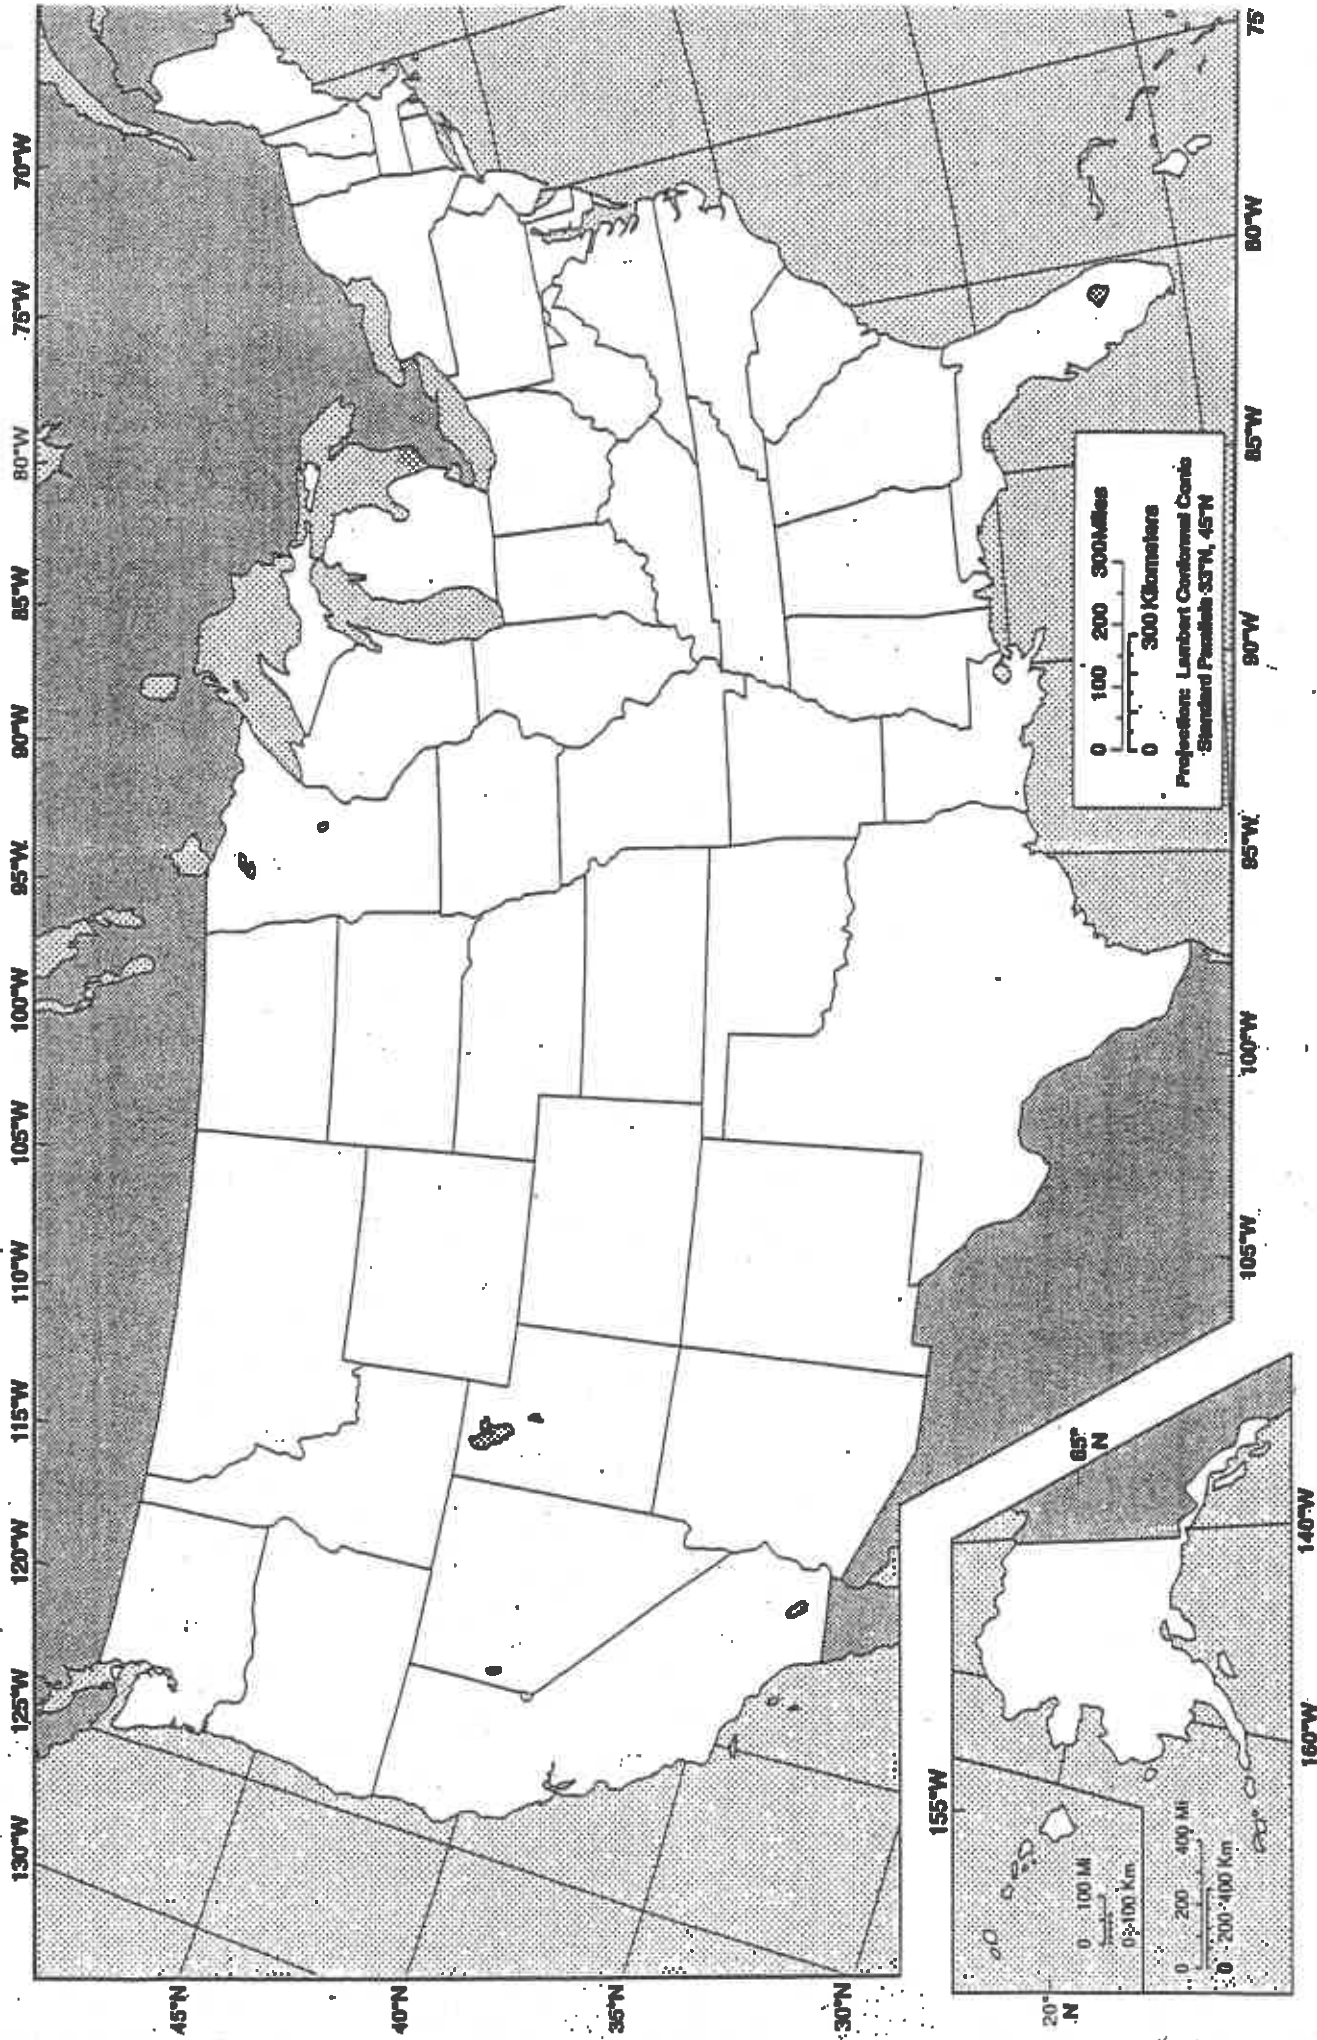 130°W
125°W
120°W
115°W
110°W
105°W
100°W
95°W
90°W
85°W
80°W
75°W
70°W
45°N
40°N
35°N
30°N
75°
80°W
85°W
90°W
95°W
100°W
105°W
0 100 200 300 Miles
0 300 Kilometers
Projection: Lambert Conformal Conic
Standard Parallels 33°N, 45°N
155°W
65°
N
20°
N
0 100 Mi
0 100 Km
0 200 400 Mi
0 200 400 Km
160°W
140°W